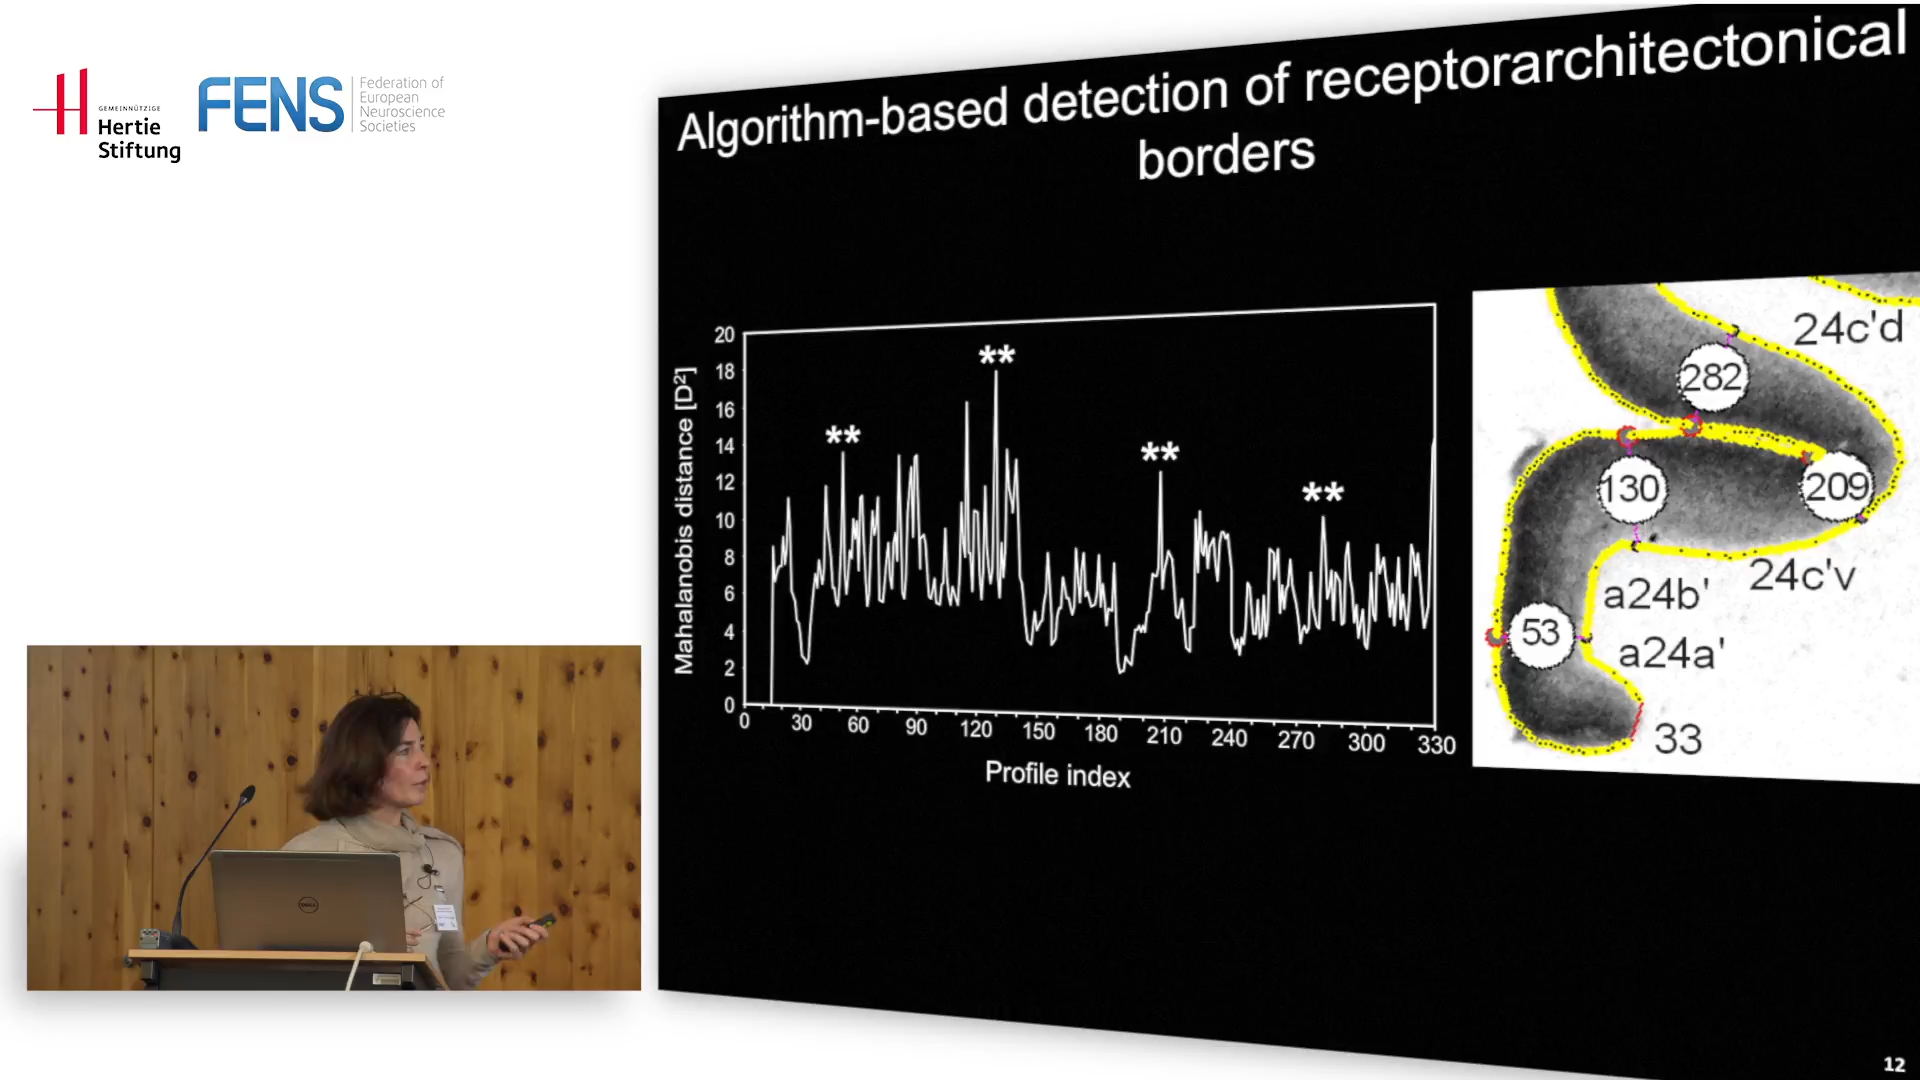 GEMEINNÜTZIGE
Hertie
Stiftung
FENS
Federation of
European
Neuroscience
Societies
Algorithm-based detection of receptorarchitectonical
borders
Mahalanobis distance [D²]
20
18
16
14
12
10
8
6
4
2
0
**
**
**
**
0 30 60 90 120 150 180 210 240 270 300 330
Profile index
24c'd
282
130
209
24c'v
a24b'
53
a24a'
33
DELL
12